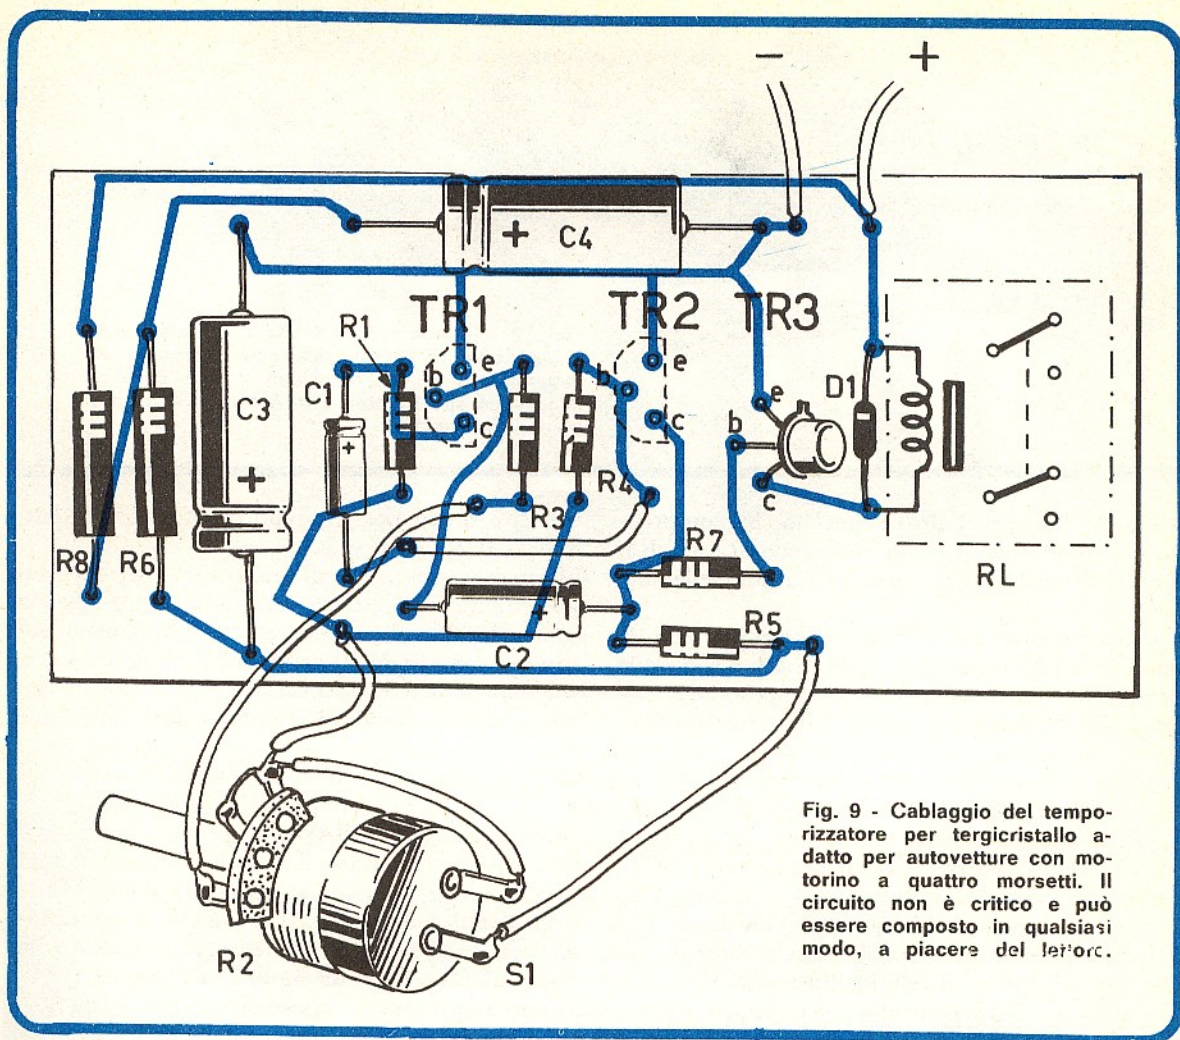 − +
+ C4
TR1 TR2 TR3
R1
e e
b b D1
C1 C3 e
+ c c b
+
R4 c
R3
R8 R6 R7
RL
+ R5
C2
R2 S1
Fig. 9 - Cablaggio del tempo-
rizzatore per tergicristallo a-
datto per autovetture con mo-
torino a quattro morsetti. Il
circuito non è critico e può
essere composto in qualsiasi
modo, a piacere del